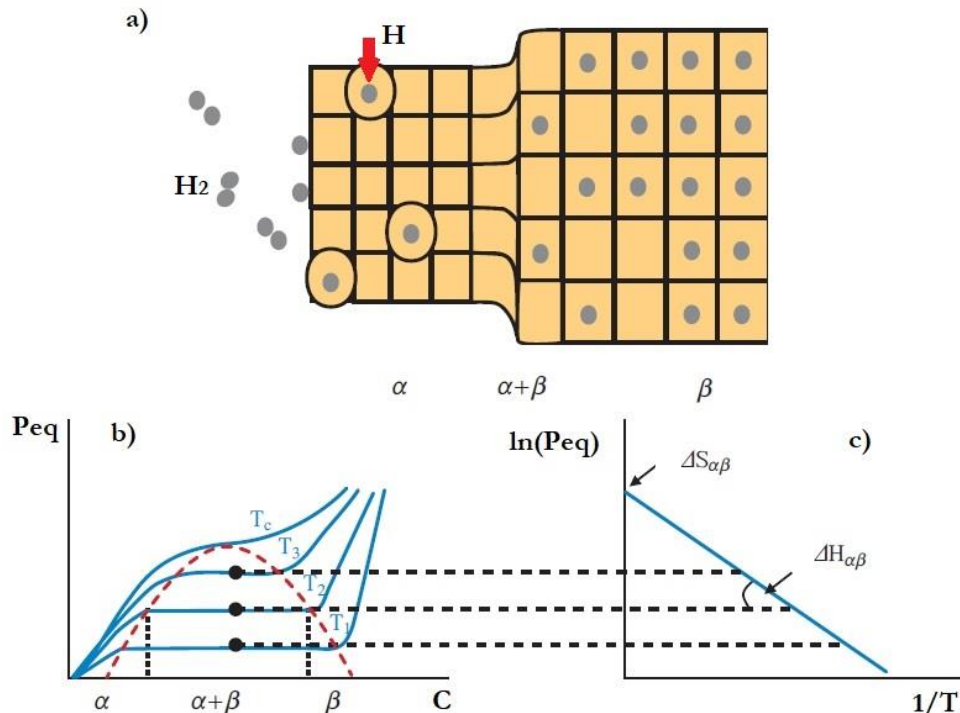 a)
H
H2
α α+β β
Peq
b)
Tc
T3
T2
T1
α α+β β C
ln(Peq)
c)
ΔSαβ
ΔHαβ
1/T